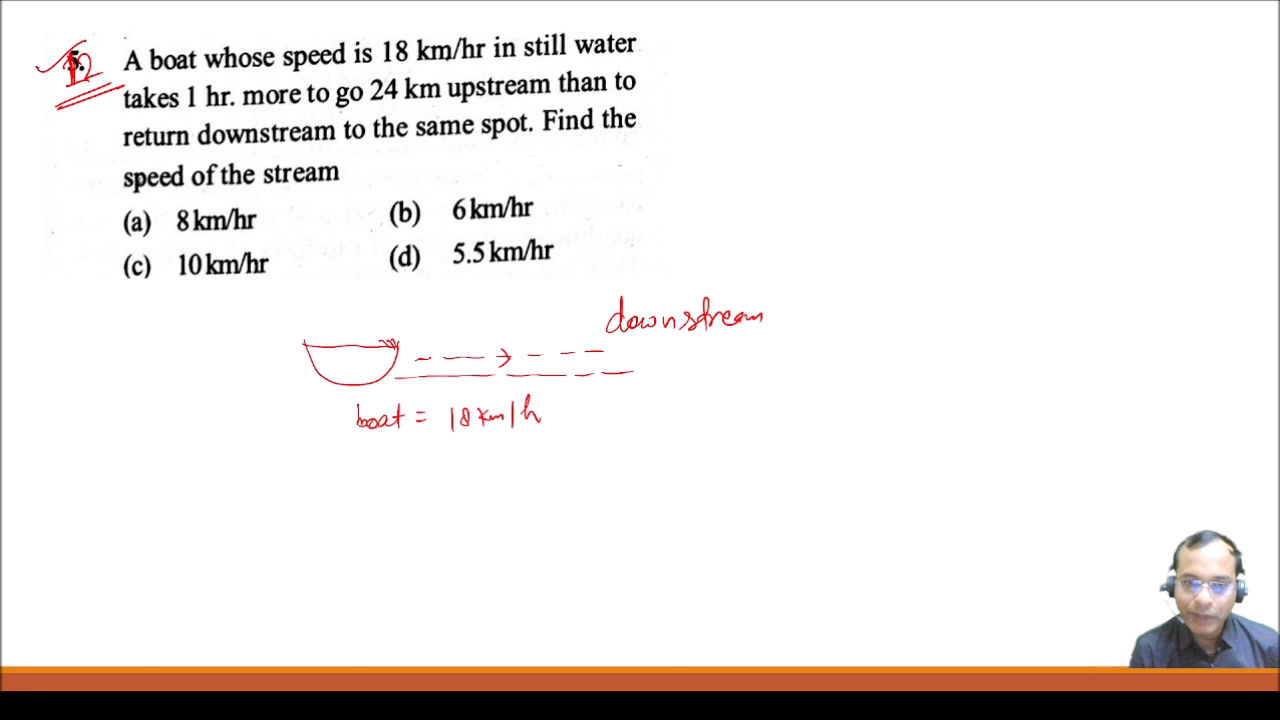 12
A boat whose speed is 18 km/hr in still water
takes 1 hr. more to go 24 km upstream than to
return downstream to the same spot. Find the
speed of the stream
(a) 8 km/hr (b) 6 km/hr
(c) 10 km/hr (d) 5.5 km/hr
downstream
boat = 18 km/h